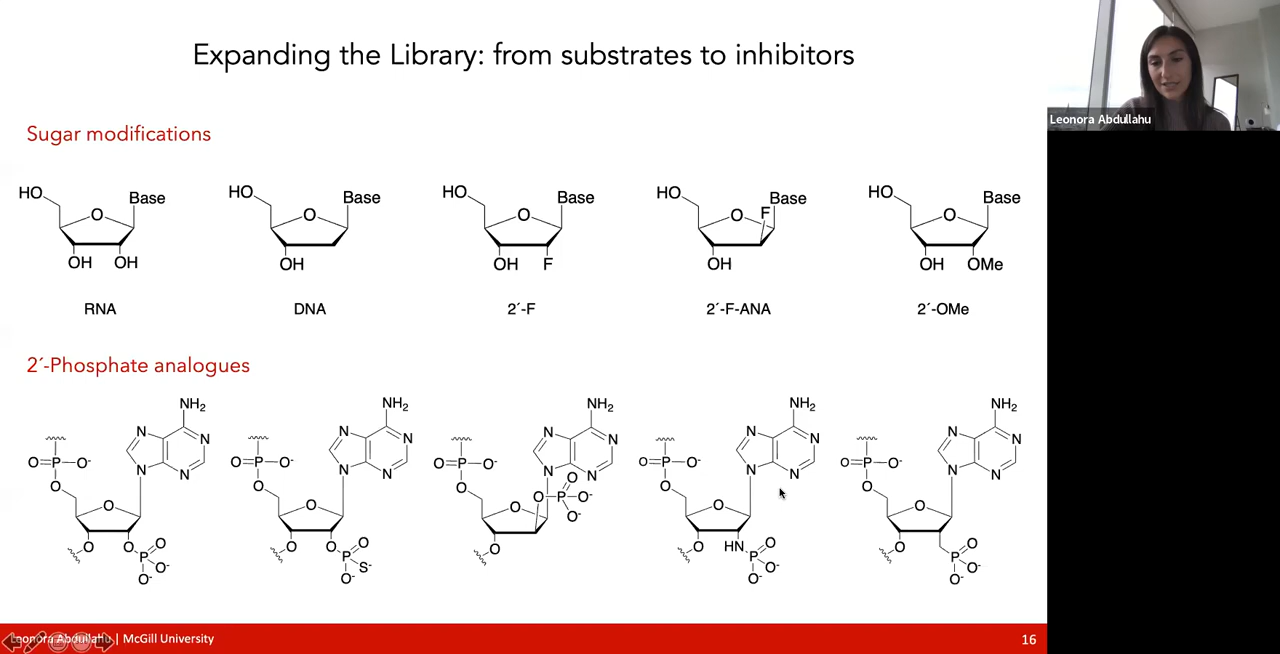 Expanding the Library: from substrates to inhibitors
Leonora Abdullahu
Sugar modifications
HO Base HO Base HO Base HO Base HO Base
O O O O F O
OH OH OH OH F OH OH OMe
RNA DNA 2´-F 2´-F-ANA 2´-OMe
2´-Phosphate analogues
NH2 NH2 NH2 NH2 NH2
N N N N N N N N N N
O=P-O- O=P-O- O=P-O- O=P-O- O=P-O-
N N N N N N N N N N
O O O O P O O- O O
O O O O- O O
O O P O O- O- O O P O S- O- O O HN P O O- O- O P O O- O-
Leonora Abdullahu | McGill University
16